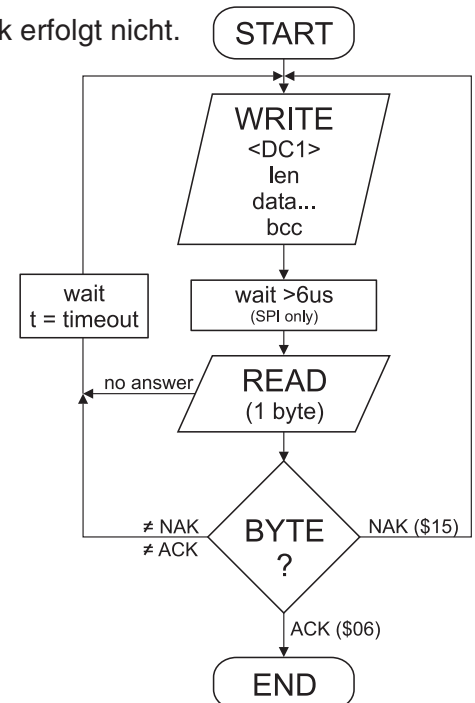 k erfolgt nicht.
START
WRITE
<DC1>
len
data...
bcc
wait
t = timeout
wait >6us
(SPI only)
no answer
READ
(1 byte)
≠ NAK
≠ ACK
BYTE
?
NAK ($15)
ACK ($06)
END